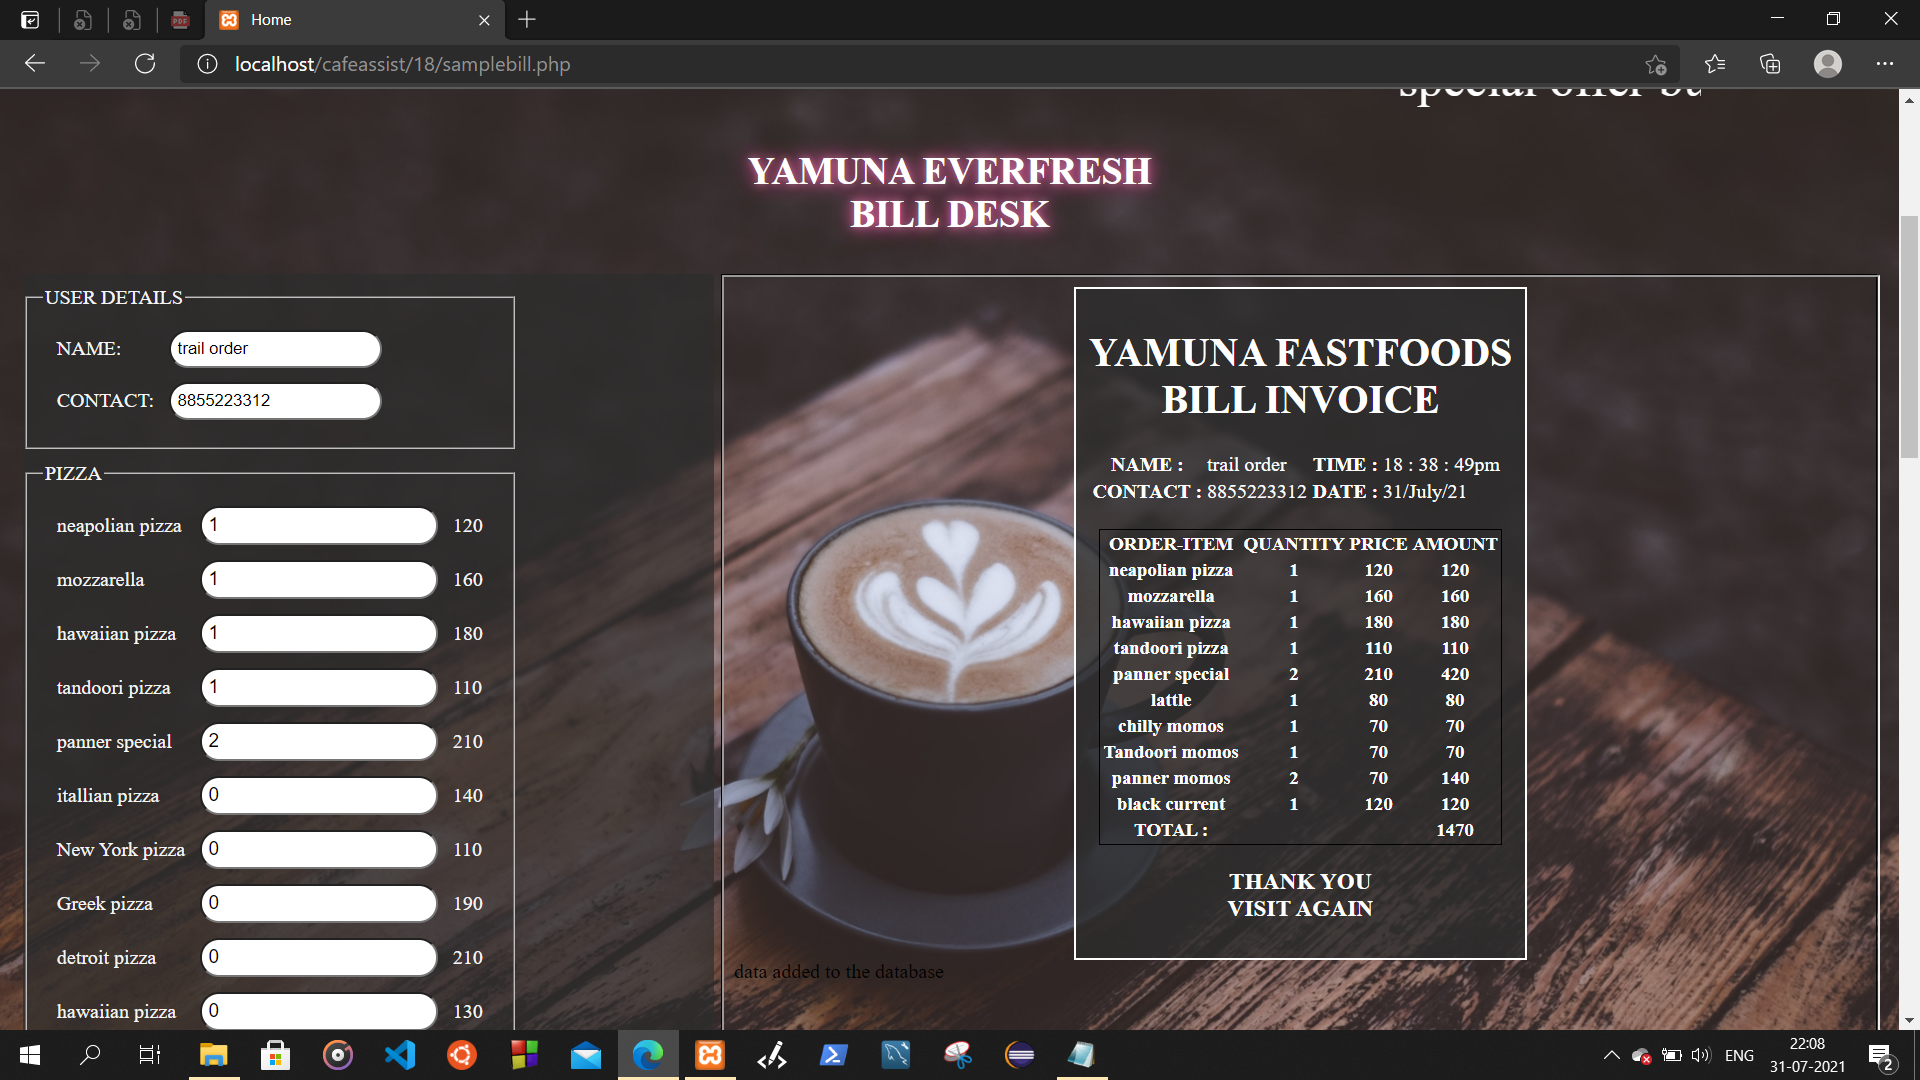 Home
localhost/cafeassist/18/samplebill.php
special offer
YAMUNA EVERFRESH
BILL DESK
USER DETAILS
NAME: trail order
CONTACT: 8855223312
PIZZA
neapolian pizza 1 120
mozzarella 1 160
hawaiian pizza 1 180
tandoori pizza 1 110
panner special 2 210
itallian pizza 0 140
New York pizza 0 110
Greek pizza 0 190
detroit pizza 0 210
hawaiian pizza 0 130
YAMUNA FASTFOODS
BILL INVOICE
NAME : trail order TIME : 18 : 38 : 49pm
CONTACT : 8855223312 DATE : 31/July/21
ORDER-ITEM QUANTITY PRICE AMOUNT
neapolian pizza 1 120 120
mozzarella 1 160 160
hawaiian pizza 1 180 180
tandoori pizza 1 110 110
panner special 2 210 420
lattle 1 80 80
chilly momos 1 70 70
Tandoori momos 1 70 70
panner momos 2 70 140
black current 1 120 120
TOTAL : 1470
THANK YOU
VISIT AGAIN
data added to the database
ENG
22:08
31-07-2021
2